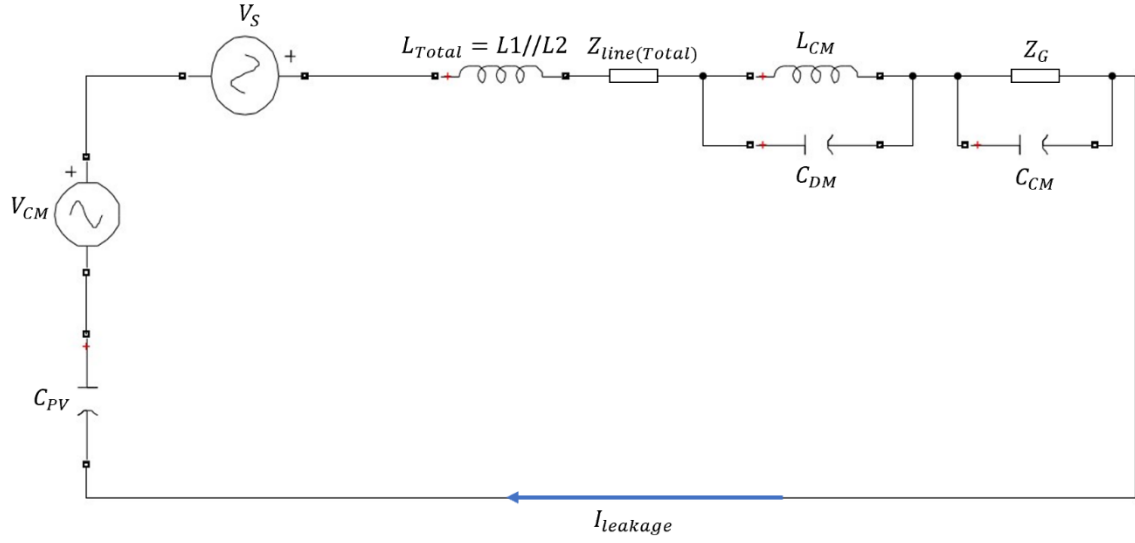 V_S
L_Total = L1//L2
Z_line(Total)
L_CM
Z_G
C_DM
C_CM
V_CM
C_PV
I_leakage